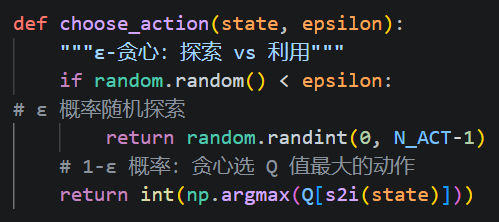 def choose_action(state, epsilon):
    """ε-贪心: 探索 vs 利用"""
    if random.random() < epsilon:
# ε 概率随机探索
        return random.randint(0, N_ACT-1)
    # 1-ε 概率: 贪心选 Q 值最大的动作
    return int(np.argmax(Q[s2i(state)]))